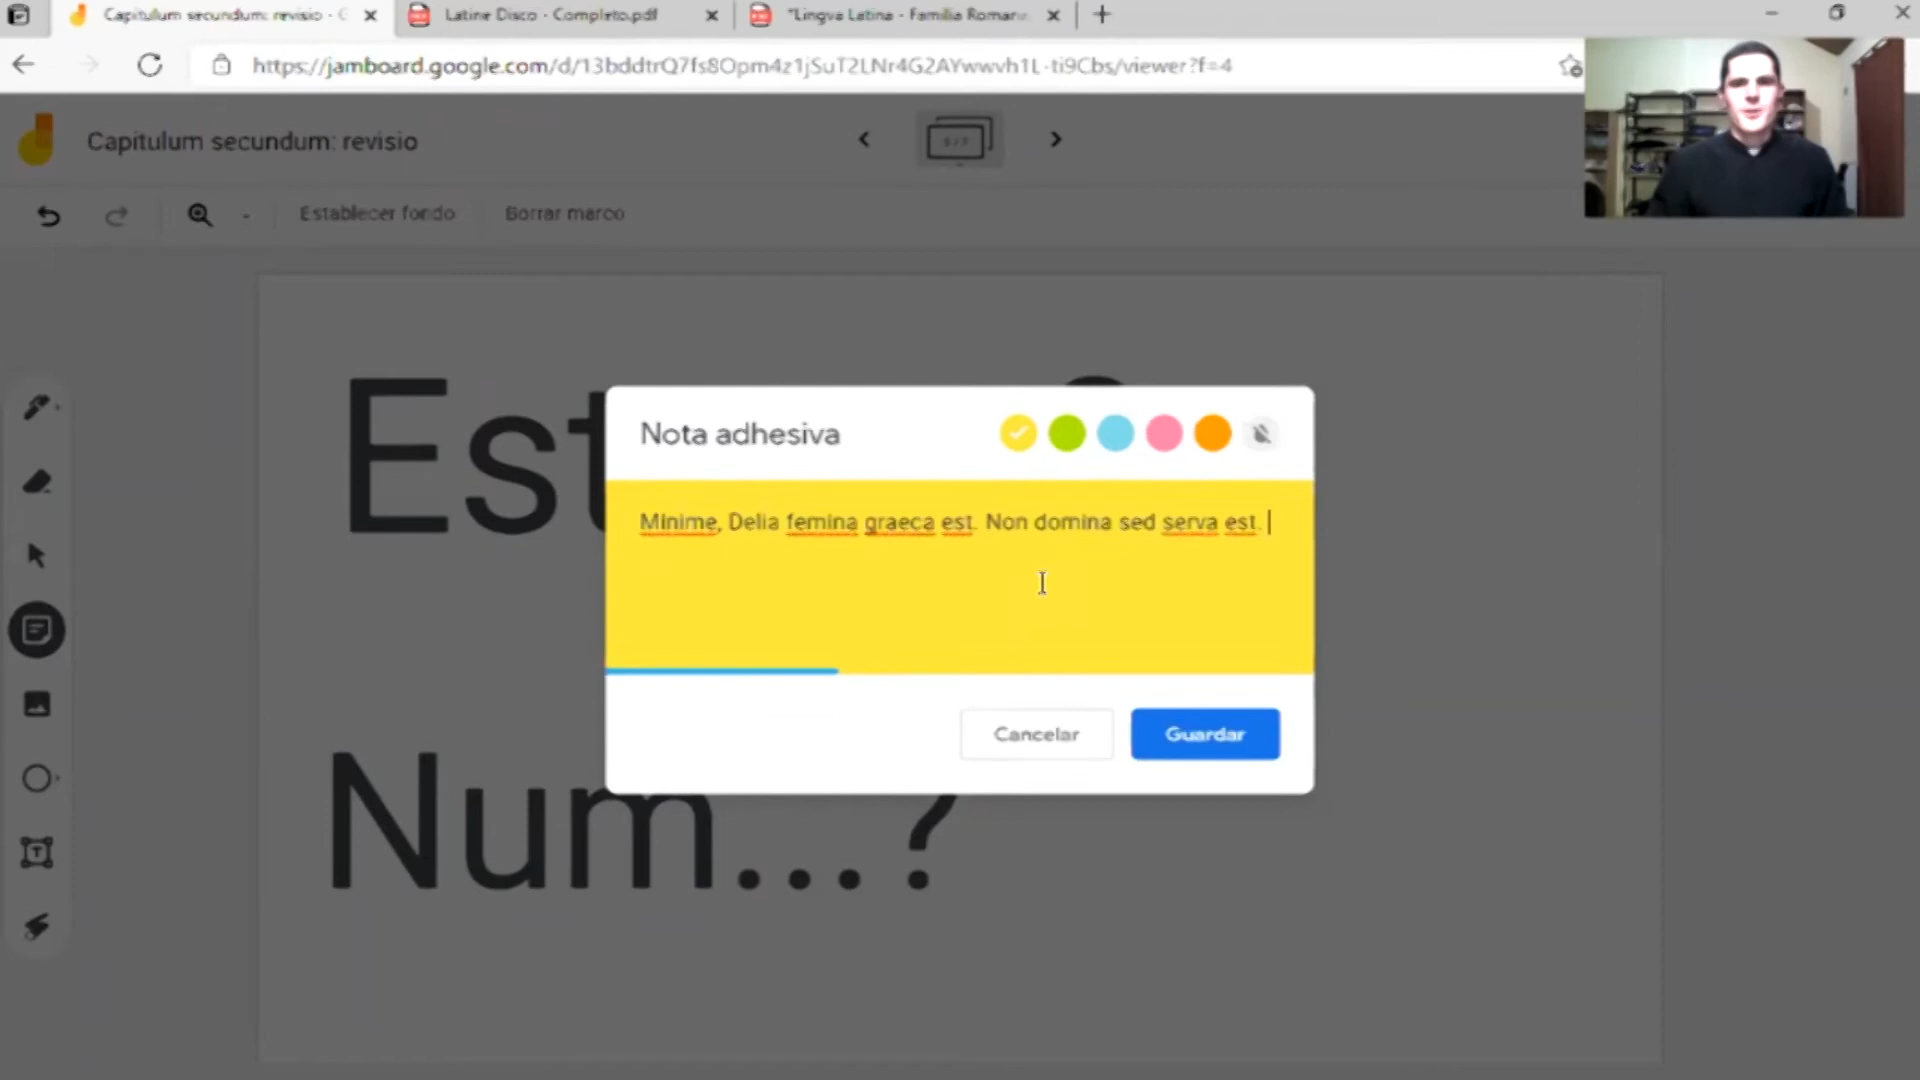 Capitulum secundum: revisio - G
Latine Disco - Completo.pdf
"Lingva Latina - Familia Romana
https://jamboard.google.com/d/13bddtrQ7fs8Opm4z1jSuT2LNr4G2AYwwvh1L-ti9Cbs/viewer?f=4
Capitulum secundum: revisio
5 / 7
Establecer fondo
Borrar marco
Est
Nota adhesiva
Minime, Delia femina graeca est. Non domina sed serva est.
Cancelar
Guardar
Num...?